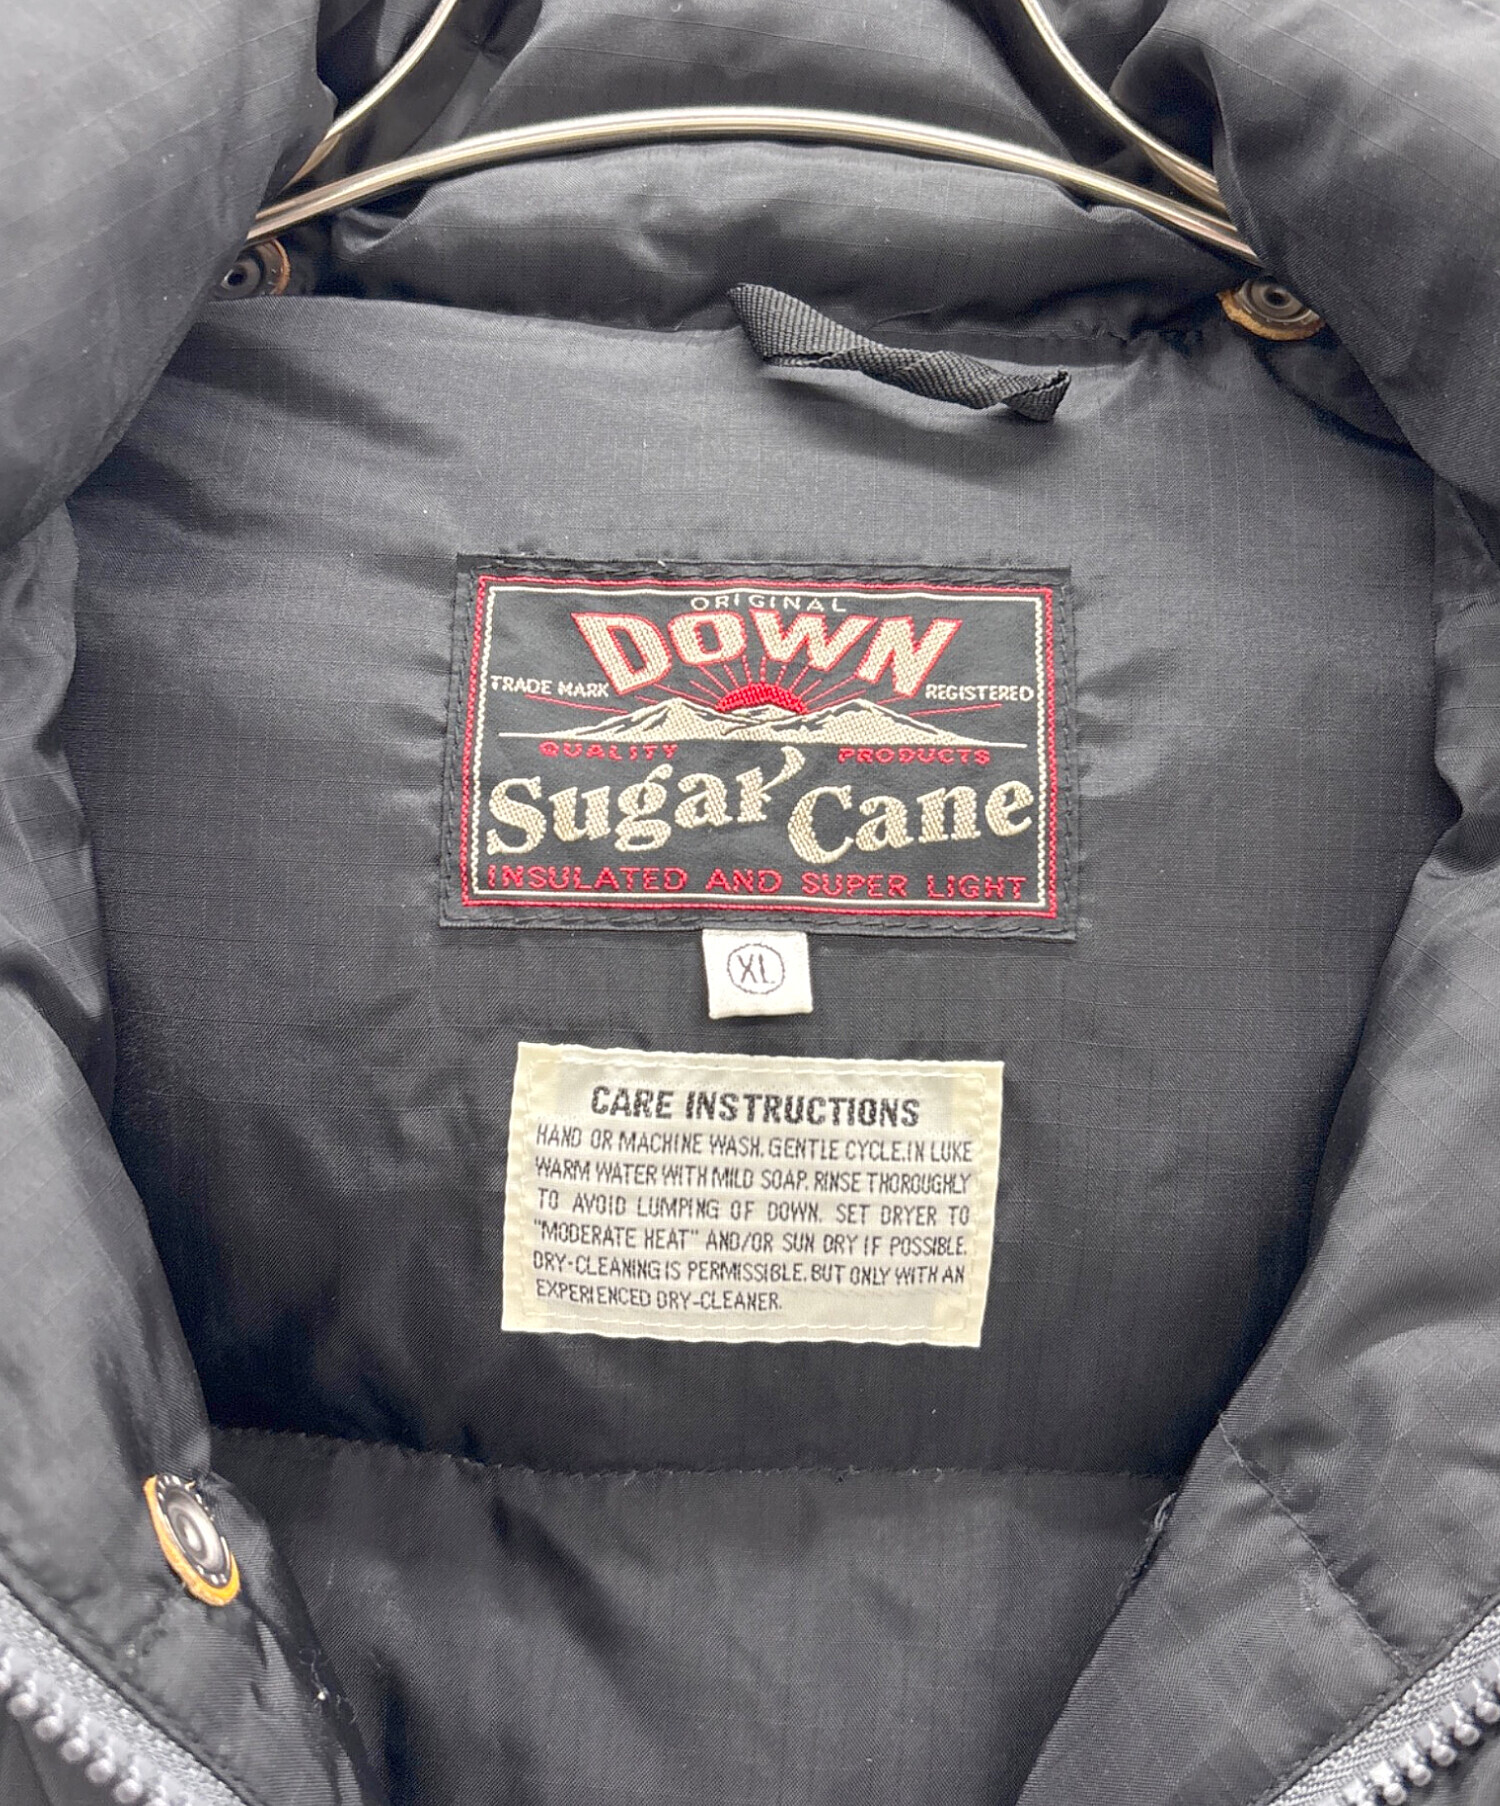 ORIGINAL
DOWN
TRADE MARK REGISTERED
QUALITY PRODUCTS
Sugar Cane
INSULATED AND SUPER LIGHT
XL
CARE INSTRUCTIONS
HAND OR MACHINE WASH. GENTLE CYCLE. IN LUKE
WARM WATER WITH MILD SOAP. RINSE THOROUGHLY
TO AVOID LUMPING OF DOWN. SET DRYER TO
"MODERATE HEAT" AND/OR SUN DRY IF POSSIBLE.
DRY-CLEANING IS PERMISSIBLE. BUT ONLY WITH AN
EXPERIENCED DRY-CLEANER.